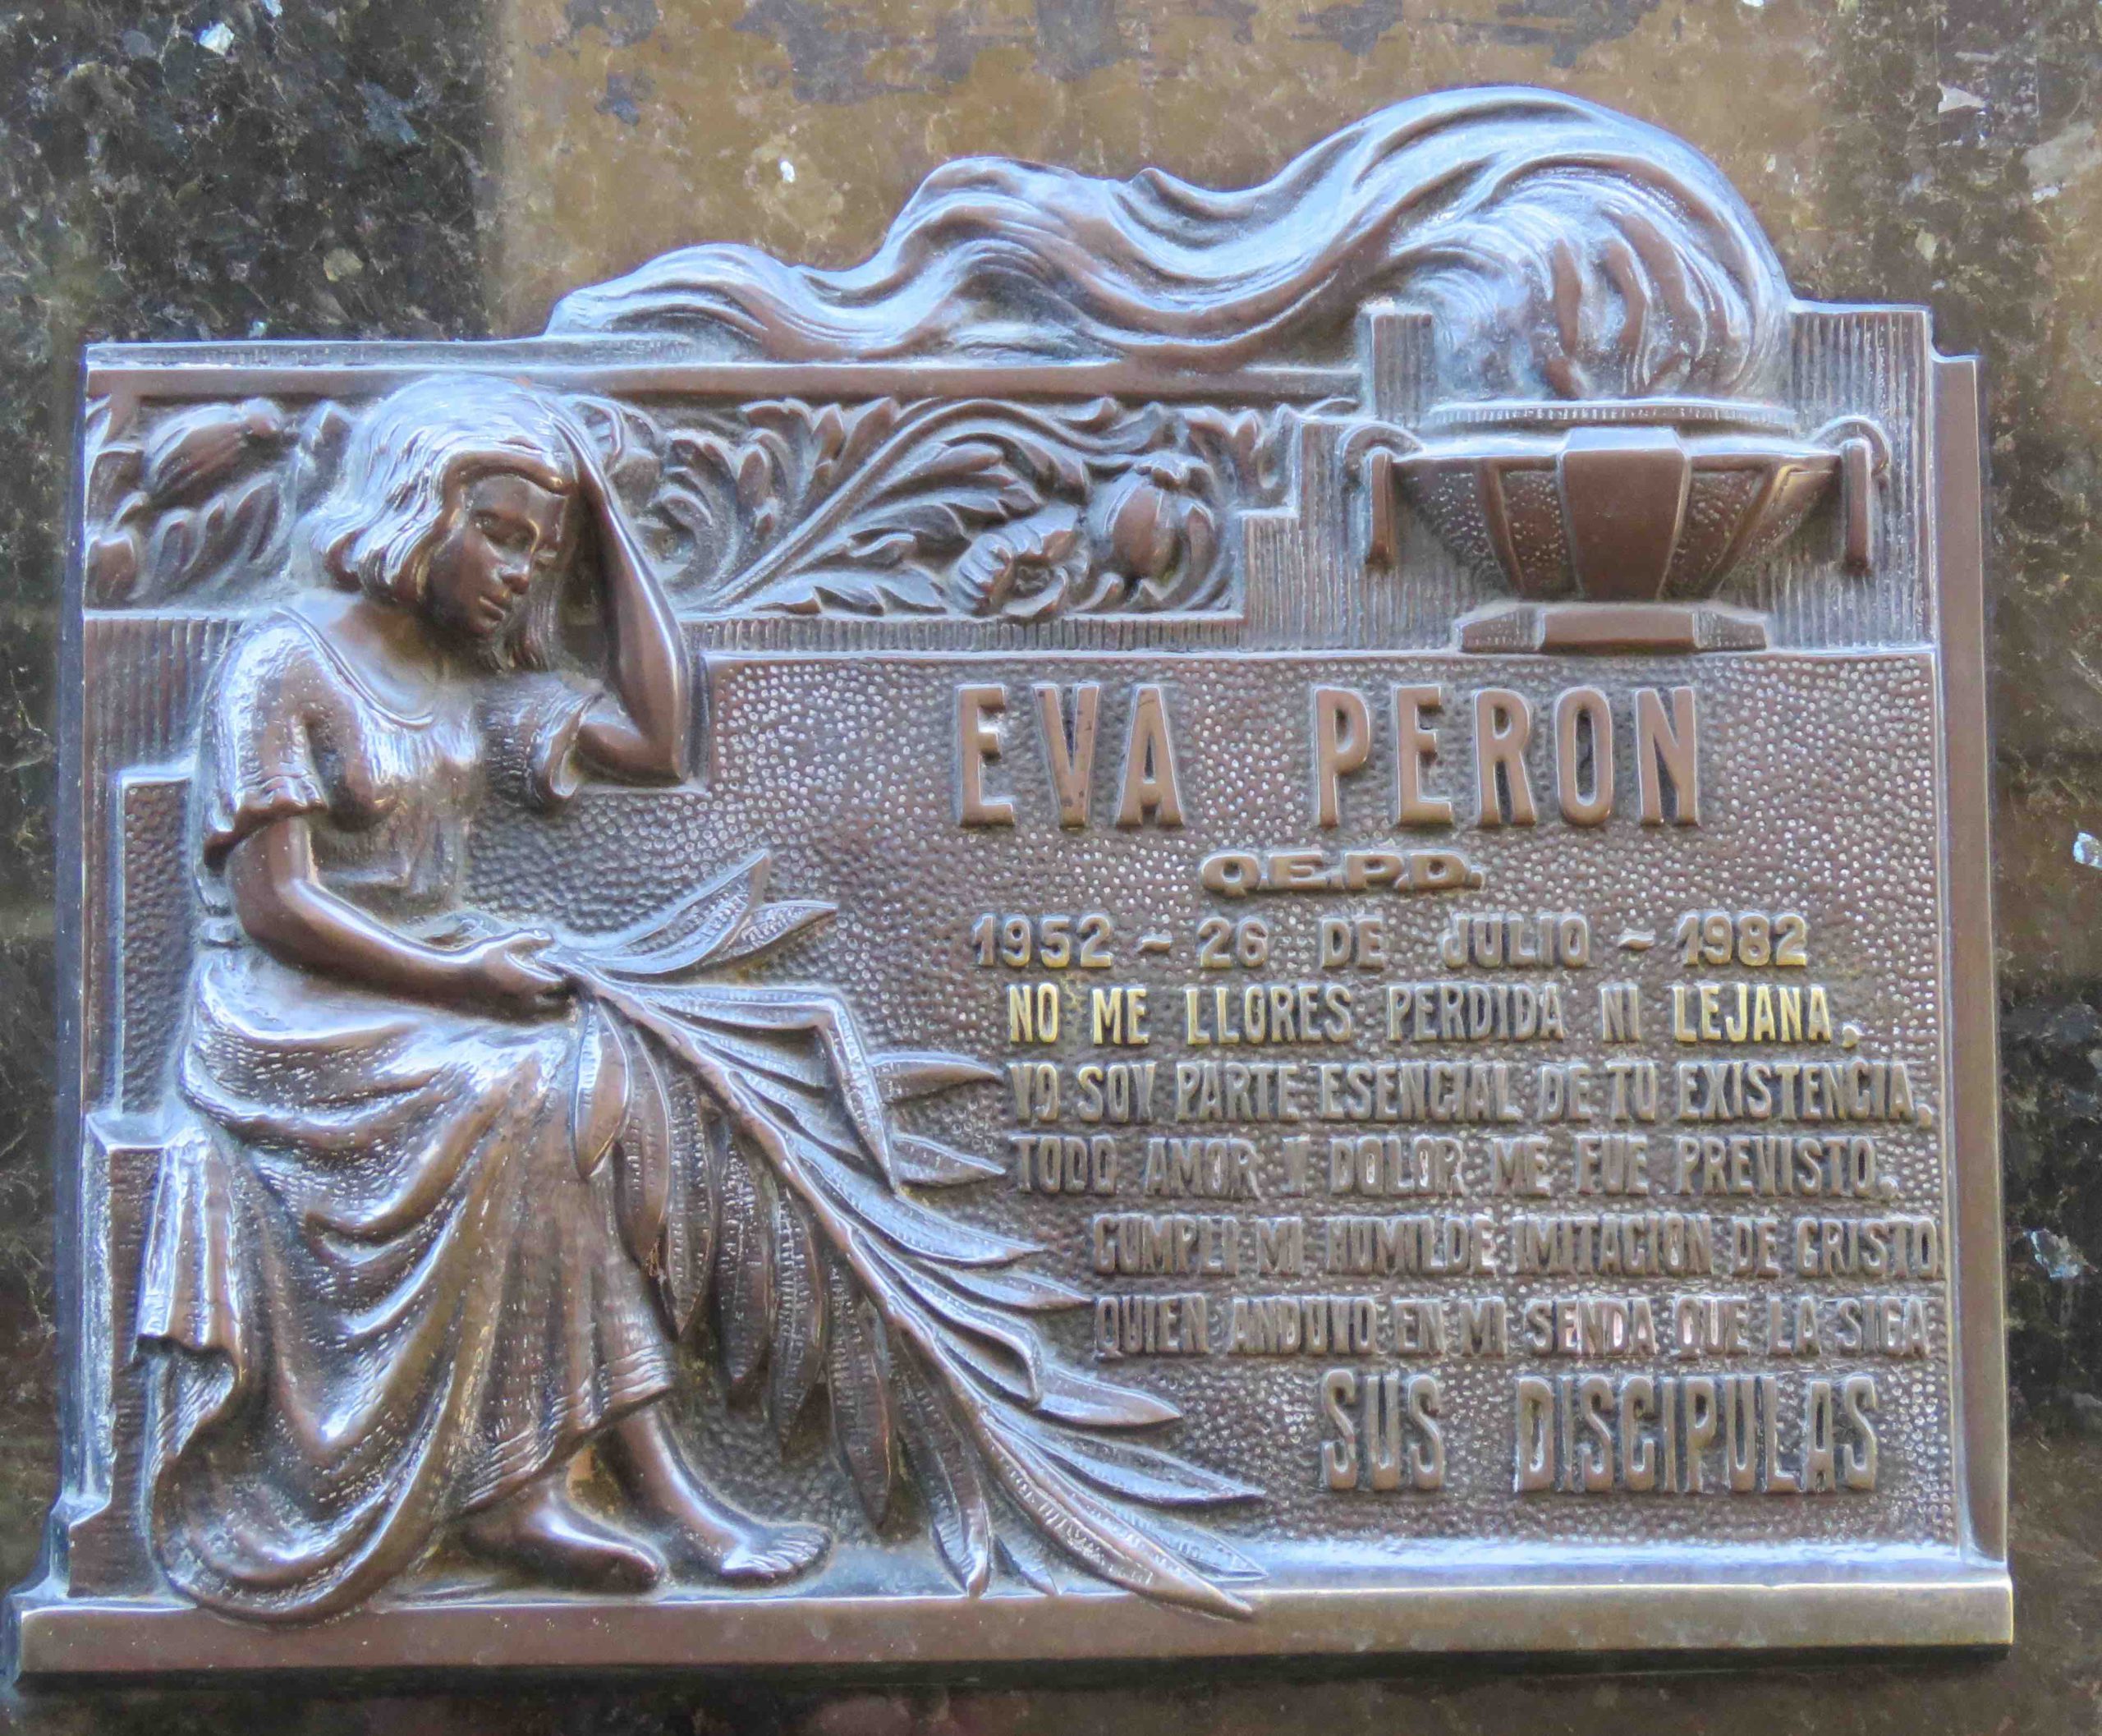 EVA PERON
Q.E.P.D.
1952 - 26 DE JULIO - 1982
NO ME LLORES PERDIDA NI LEJANA,
YO SOY PARTE ESENCIAL DE TU EXISTENCIA,
TODO AMOR Y DOLOR ME FUE PREVISTO,
CUMPLI MI HUMILDE IMITACION DE CRISTO
QUIEN ANDUVO EN MI SENDA QUE LA SIGA
SUS DISCIPULAS